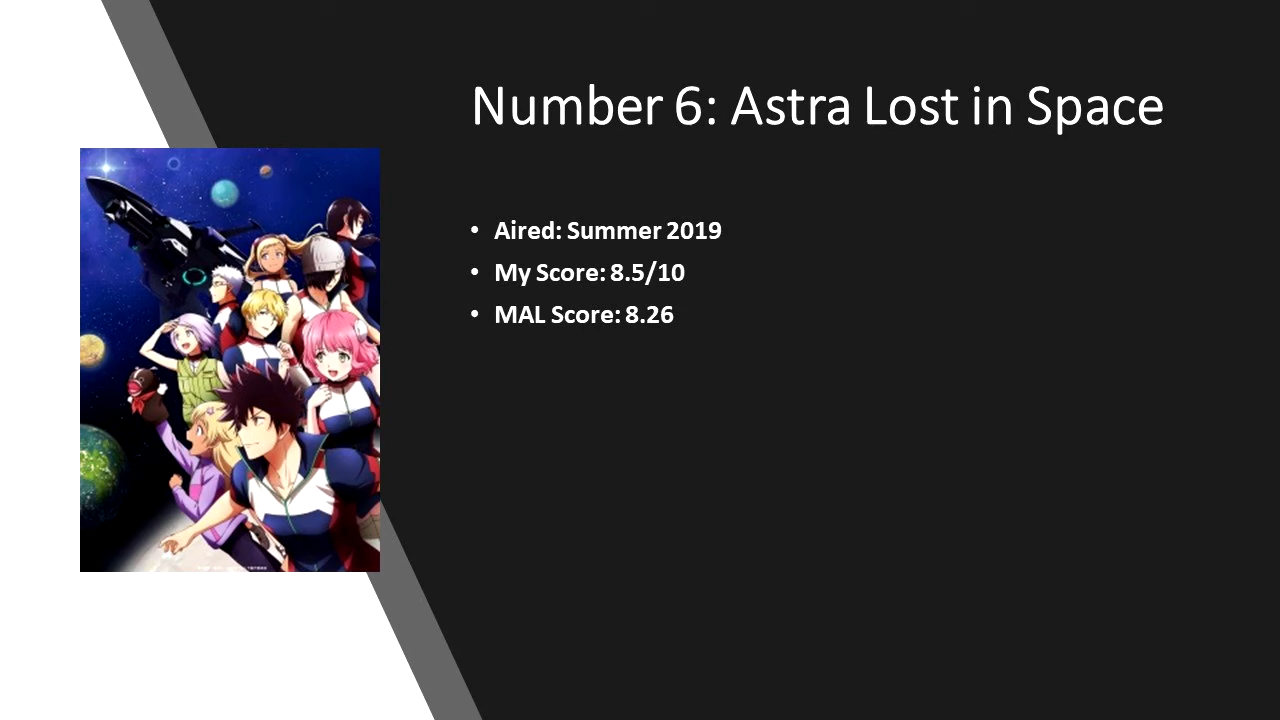 Number 6: Astra Lost in Space
• Aired: Summer 2019
• My Score: 8.5/10
• MAL Score: 8.26